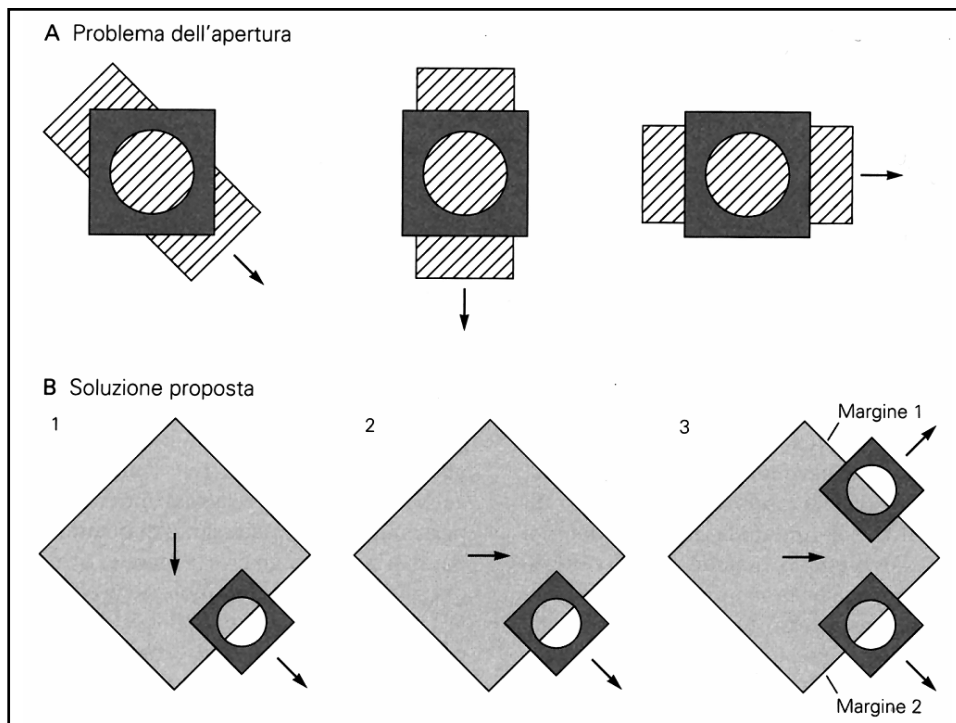 A Problema dell'apertura
B Soluzione proposta
1
2
3
Margine 1
Margine 2